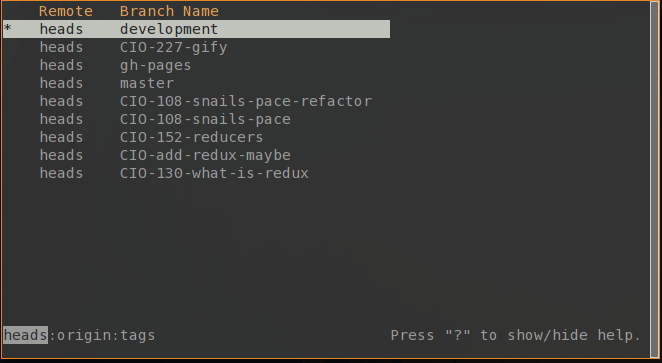 Remote Branch Name
* heads development
heads CIO-227-gify
heads gh-pages
heads master
heads CIO-108-snails-pace-refactor
heads CIO-108-snails-pace
heads CIO-152-reducers
heads CIO-add-redux-maybe
heads CIO-130-what-is-redux
heads:origin:tags Press "?" to show/hide help.